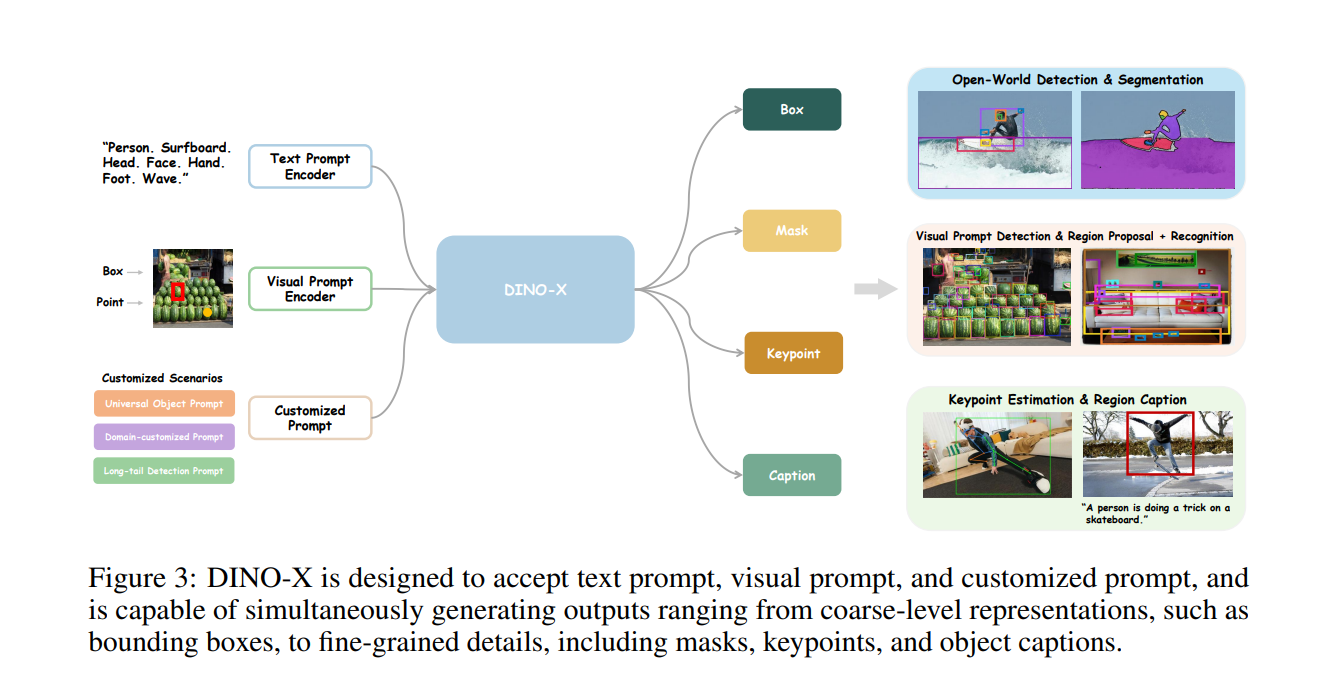 “Person. Surfboard.
Head. Face. Hand.
Foot. Wave.”
Text Prompt
Encoder
Box
Point
Visual Prompt
Encoder
Customized Scenarios
Universal Object Prompt
Domain-customized Prompt
Long-tail Detection Prompt
Customized
Prompt
DINO-X
Box
Mask
Keypoint
Caption
Open-World Detection & Segmentation
Visual Prompt Detection & Region Proposal + Recognition
Keypoint Estimation & Region Caption
“A person is doing a trick on a
skateboard.”
Figure 3: DINO-X is designed to accept text prompt, visual prompt, and customized prompt, and
is capable of simultaneously generating outputs ranging from coarse-level representations, such as
bounding boxes, to fine-grained details, including masks, keypoints, and object captions.